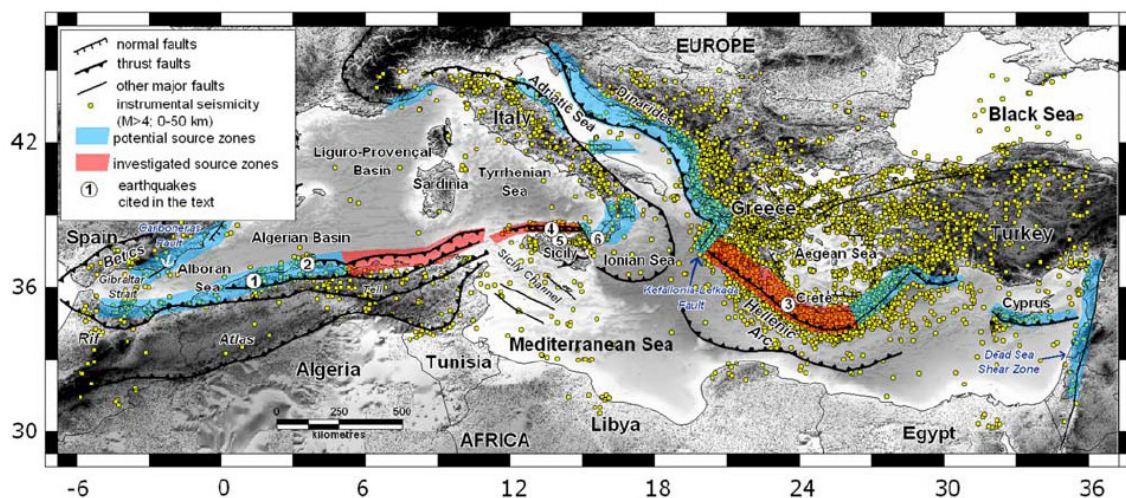 normal faults
thrust faults
other major faults
instrumental seismicity
(M>4; 0-50 km)
potential source zones
investigated source zones
1 earthquakes
cited in the text
EUROPE
Black Sea
Adriatic Sea
Dinarides
Italy
Liguro-Provençal
Basin
Sardinia
Tyrrhenian
Sea
Greece
Turkey
Aegean Sea
Spain
Betics
Carboneras
Fault
Alboran
Sea
Gibraltar
Strait
Algerian Basin
1
2
Tell
Rif
Atlas
4
5
Sicily
6
Ionian Sea
Sicily channel
Kefallonia-Lefkada
Fault
3
Crete
Hellenic
Arc
Cyprus
Dead Sea
Shear Zone
Mediterranean Sea
Tunisia
Algeria
Libya
Egypt
AFRICA
0 250 500
kilometres
42
36
30
-6 0 6 12 18 24 30 36